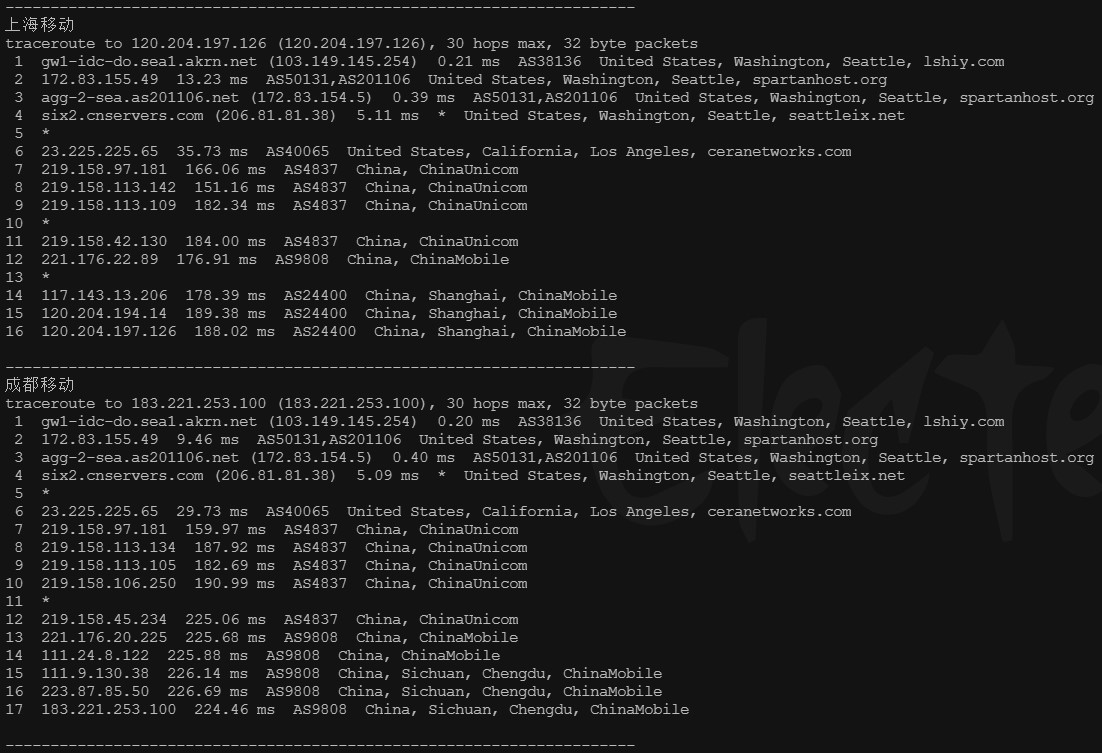 ----------------------------------------------------------------------
上海移动
traceroute to 120.204.197.126 (120.204.197.126), 30 hops max, 32 byte packets
 1  gw1-idc-do.sea1.akrn.net (103.149.145.254)  0.21 ms  AS38136  United States, Washington, Seattle, lshiy.com
 2  172.83.155.49  13.23 ms  AS50131,AS201106  United States, Washington, Seattle, spartanhost.org
 3  agg-2-sea.as201106.net (172.83.154.5)  0.39 ms  AS50131,AS201106  United States, Washington, Seattle, spartanhost.org
 4  six2.cnservers.com (206.81.81.38)  5.11 ms  *  United States, Washington, Seattle, seattleix.net
 5  *
 6  23.225.225.65  35.73 ms  AS40065  United States, California, Los Angeles, ceranetworks.com
 7  219.158.97.181  166.06 ms  AS4837  China, ChinaUnicom
 8  219.158.113.142  151.16 ms  AS4837  China, ChinaUnicom
 9  219.158.113.109  182.34 ms  AS4837  China, ChinaUnicom
10  *
11  219.158.42.130  184.00 ms  AS4837  China, ChinaUnicom
12  221.176.22.89  176.91 ms  AS9808  China, ChinaMobile
13  *
14  117.143.13.206  178.39 ms  AS24400  China, Shanghai, ChinaMobile
15  120.204.194.14  189.38 ms  AS24400  China, Shanghai, ChinaMobile
16  120.204.197.126  188.02 ms  AS24400  China, Shanghai, ChinaMobile
----------------------------------------------------------------------
成都移动
traceroute to 183.221.253.100 (183.221.253.100), 30 hops max, 32 byte packets
 1  gw1-idc-do.sea1.akrn.net (103.149.145.254)  0.20 ms  AS38136  United States, Washington, Seattle, lshiy.com
 2  172.83.155.49  9.46 ms  AS50131,AS201106  United States, Washington, Seattle, spartanhost.org
 3  agg-2-sea.as201106.net (172.83.154.5)  0.40 ms  AS50131,AS201106  United States, Washington, Seattle, spartanhost.org
 4  six2.cnservers.com (206.81.81.38)  5.09 ms  *  United States, Washington, Seattle, seattleix.net
 5  *
 6  23.225.225.65  29.73 ms  AS40065  United States, California, Los Angeles, ceranetworks.com
 7  219.158.97.181  159.97 ms  AS4837  China, ChinaUnicom
 8  219.158.113.134  187.92 ms  AS4837  China, ChinaUnicom
 9  219.158.113.105  182.69 ms  AS4837  China, ChinaUnicom
10  219.158.106.250  190.99 ms  AS4837  China, ChinaUnicom
11  *
12  219.158.45.234  225.06 ms  AS4837  China, ChinaUnicom
13  221.176.20.225  225.68 ms  AS9808  China, ChinaMobile
14  111.24.8.122  225.88 ms  AS9808  China, ChinaMobile
15  111.9.130.38  226.14 ms  AS9808  China, Sichuan, Chengdu, ChinaMobile
16  223.87.85.50  226.69 ms  AS9808  China, Sichuan, Chengdu, ChinaMobile
17  183.221.253.100  224.46 ms  AS9808  China, Sichuan, Chengdu, ChinaMobile
----------------------------------------------------------------------